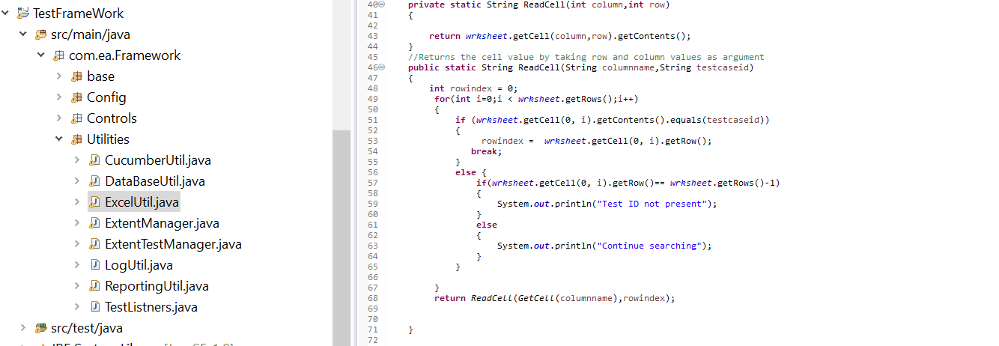 TestFrameWork
src/main/java
com.ea.Framework
base
Config
Controls
Utilities
CucumberUtil.java
DataBaseUtil.java
ExcelUtil.java
ExtentManager.java
ExtentTestManager.java
LogUtil.java
ReportingUtil.java
TestListners.java
src/test/java
40 private static String ReadCell(int column,int row)
41 {
42
43 return wrksheet.getCell(column,row).getContents();
44 }
45 //Returns the cell value by taking row and column values as argument
46 public static String ReadCell(String columnname,String testcaseid)
47 {
48 int rowindex = 0;
49 for(int i=0;i < wrksheet.getRows();i++)
50 {
51 if (wrksheet.getCell(0, i).getContents().equals(testcaseid))
52 {
53 rowindex =  wrksheet.getCell(0, i).getRow();
54 break;
55 }
56 else {
57 if(wrksheet.getCell(0, i).getRow()== wrksheet.getRows()-1)
58 {
59 System.out.println("Test ID not present");
60 }
61 else
62 {
63 System.out.println("Continue searching");
64 }
65 }
66
67 }
68 return ReadCell(GetCell(columnname),rowindex);
69
70
71 }
72